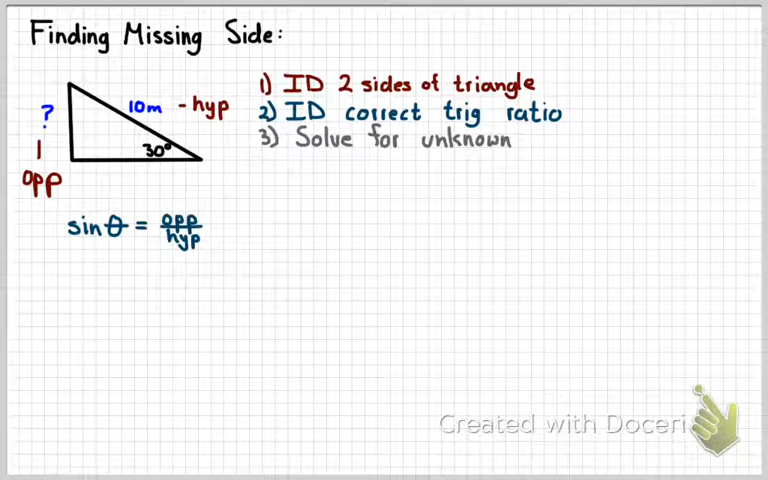 Finding Missing Side:
1) ID 2 sides of triangle
? 10m - hyp
2) ID correct trig ratio
3) Solve for unknown
30°
opp
sin θ = opp/hyp
Created with Doceri